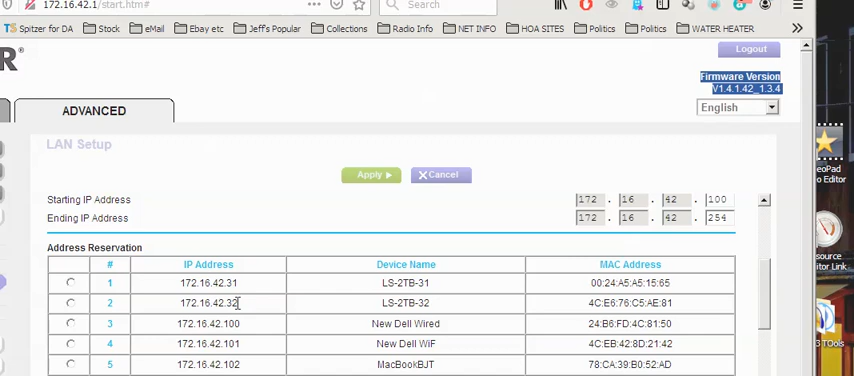 172.16.42.1/start.htm#
Search
Spitzer for DA Stock Ebay etc Jeff's Popular Collections Radio Info NET INFO HOA SITES Politics Politics WATER HEATER
R®
Logout
Firmware Version
V1.4.1.42_1.3.4
ADVANCED
English
LAN Setup
Apply
Cancel
Starting IP Address 172 . 16 . 42 . 100
Ending IP Address 172 . 16 . 42 . 254
Address Reservation
# IP Address Device Name MAC Address
1 172.16.42.31 LS-2TB-31 00:24:A5:A5:15:65
2 172.16.42.32 LS-2TB-32 4C:E6:76:C5:AE:81
3 172.16.42.100 New Dell Wired 24:B6:FD:4C:81:50
4 172.16.42.101 New Dell WiF 4C:EB:42:8D:21:42
5 172.16.42.102 MacBookBJT 78:CA:39:B0:52:AD
Editor
Editor Link